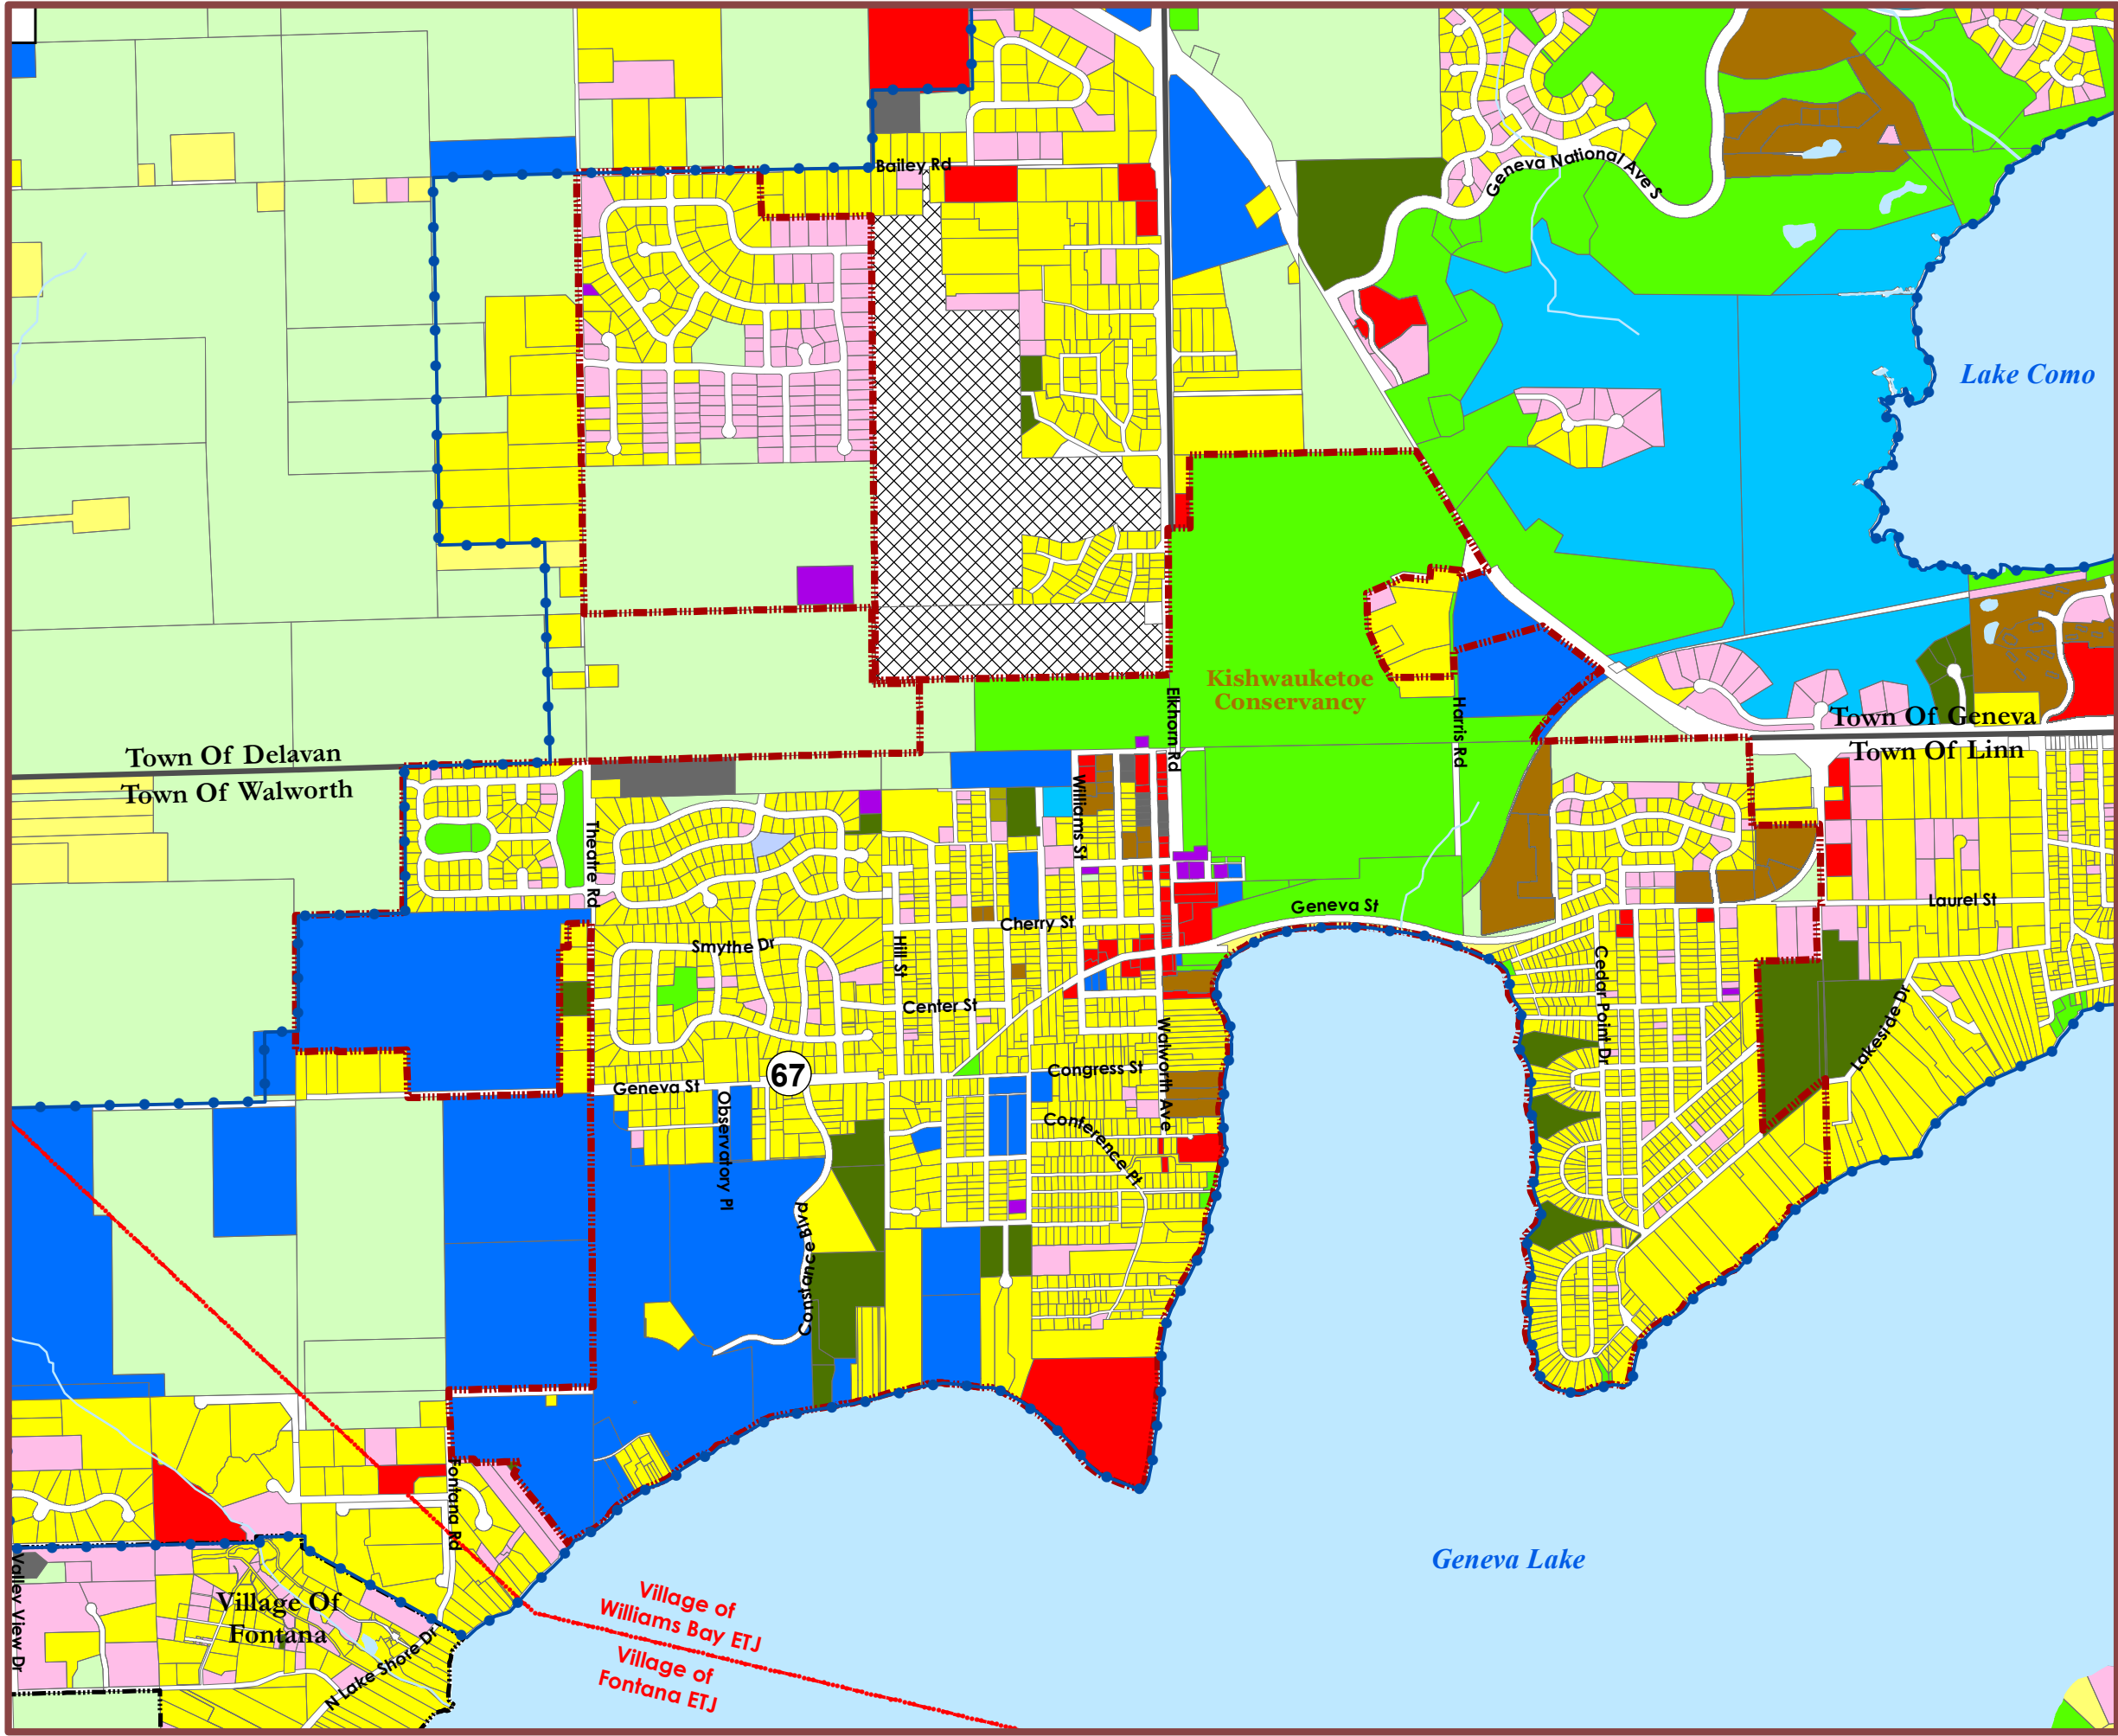 Bailey Rd
Geneva National Ave S
Lake Como
Kishwauketoe
Conservancy
Elkhorn Rd
Harris Rd
Town Of Geneva
Town Of Linn
Town Of Delavan
Town Of Walworth
Theatre Rd
Williams St
Smythe Dr
Hill St
Cherry St
Geneva St
Laurel St
Center St
Cedar Point Dr
Lakeside Dr
Walworth Ave
67
Congress St
Geneva St
Observatory Pl
Conference Pt
Constance Blvd
Fontana Rd
Valley View Dr
Village Of
Fontana
N Lake Shore Dr
Village of
Williams Bay ETJ
Village of
Fontana ETJ
Geneva Lake